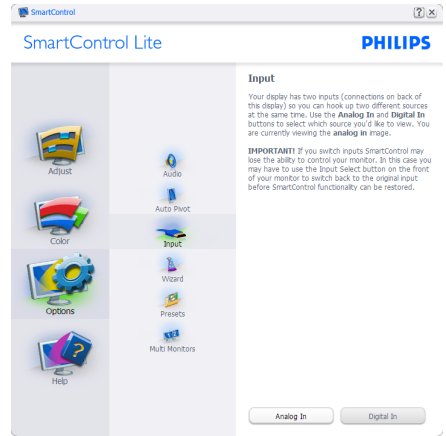 SmartControl
SmartControl Lite
PHILIPS
Adjust
Color
Options
Help
Audio
Auto Pivot
Input
Wizard
Presets
Multi Monitors
Input
Your display has two inputs (connections on back of
this display) so you can hook up two different sources
at the same time. Use the Analog In and Digital In
buttons to select which source you'd like to view. You
are currently viewing the analog in image.
IMPORTANT! If you switch inputs SmartControl may
lose the ability to control your monitor. In this case you
may have to use the Input Select button on the front
of your monitor to switch back to the original input
before SmartControl functionality can be restored.
Analog In
Digital In